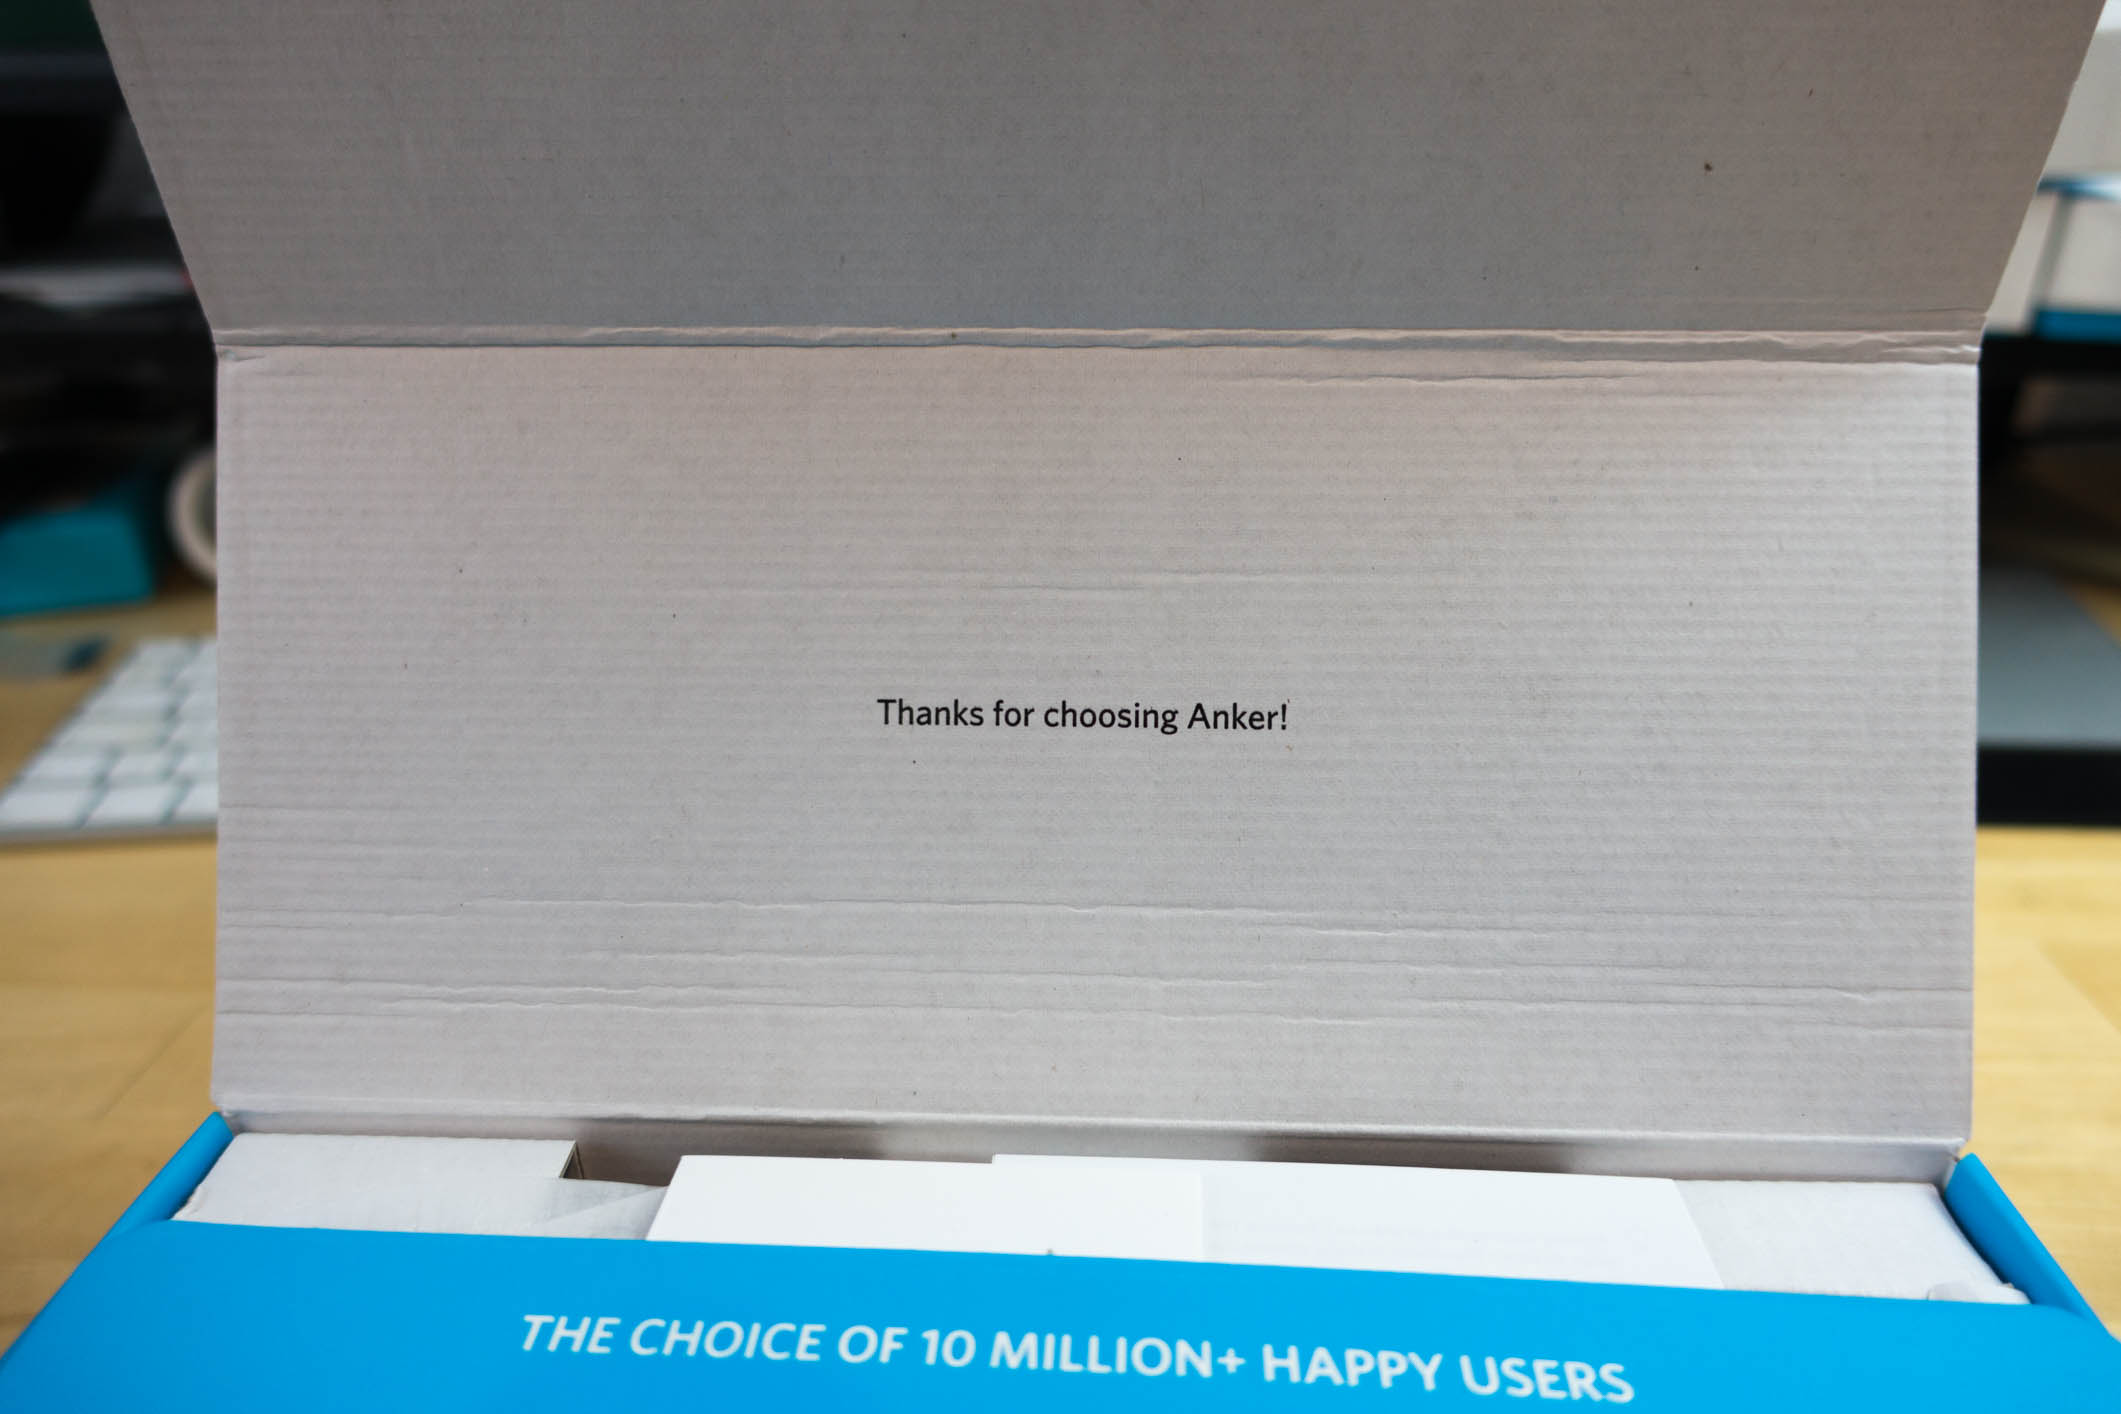 Thanks for choosing Anker!
THE CHOICE OF 10 MILLION+ HAPPY USERS